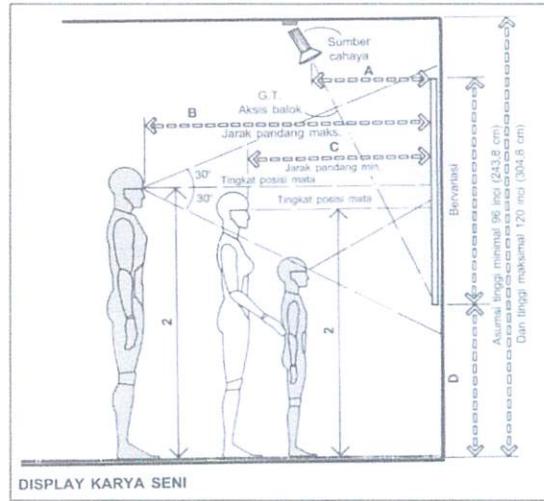 Sumber
cahaya
A
G.T.
Aksis balok
B
Jarak pandang maks.
C
30'
Jarak pandang min.
Tingkat posisi mata
30'
Tingkat posisi mata
2
2
D
Bervariasi
Asumsi tinggi minimal 96 inci (243,8 cm)
Dan tinggi maksimal 120 inci (304,8 cm)
DISPLAY KARYA SENI